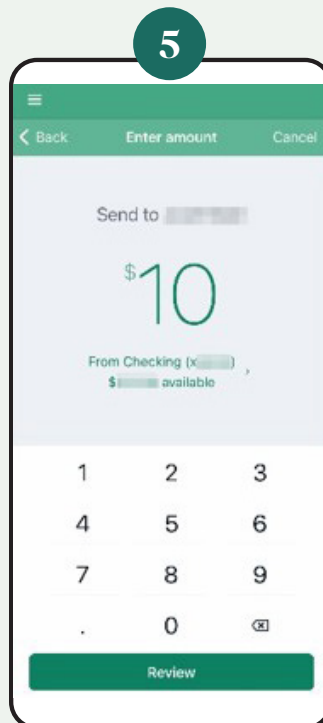 5
Back Enter amount Cancel
Send to
$10
From Checking (x )
$ available
1 2 3
4 5 6
7 8 9
. 0
Review